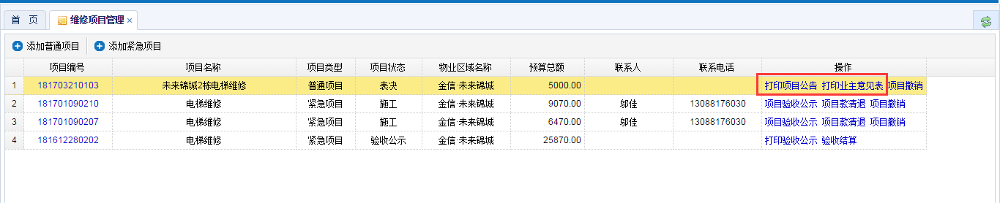 首 页 维修项目管理 ×
添加普通项目 添加紧急项目
项目编号 项目名称 项目类型 项目状态 物业区域名称 预算总额 联系人 联系电话 操作
1 181703210103 未来锦城2栋电梯维修 普通项目 表决 金信·未来锦城 5000.00 打印项目公告 打印业主意见表 项目撤销
2 181701090210 电梯维修 紧急项目 施工 金信·未来锦城 9070.00 邬佳 13088176030 项目验收公示 项目款清退 项目撤销
3 181701090207 电梯维修 紧急项目 施工 金信·未来锦城 6470.00 邬佳 13088176030 项目验收公示 项目款清退 项目撤销
4 181612280202 电梯维修 紧急项目 验收公示 金信·未来锦城 25870.00 打印验收公示 验收结算